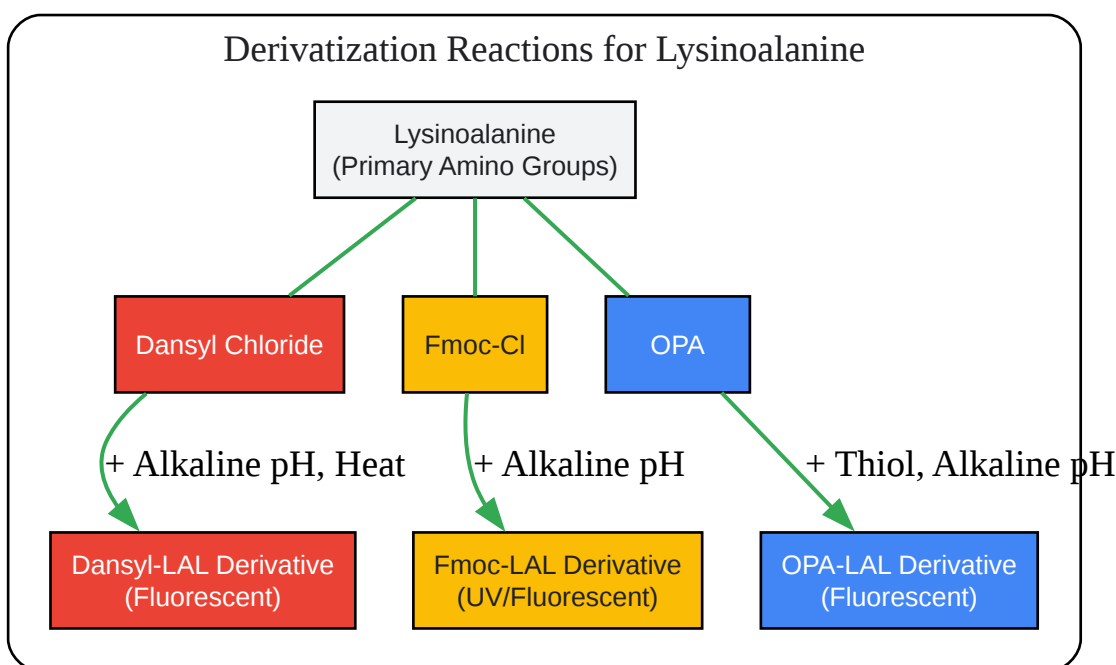 Derivatization Reactions for Lysinoalanine
Lysinoalanine
(Primary Amino Groups)
Dansyl Chloride
Fmoc-Cl
OPA
+ Alkaline pH, Heat
+ Alkaline pH
+ Thiol, Alkaline pH
Dansyl-LAL Derivative
(Fluorescent)
Fmoc-LAL Derivative
(UV/Fluorescent)
OPA-LAL Derivative
(Fluorescent)